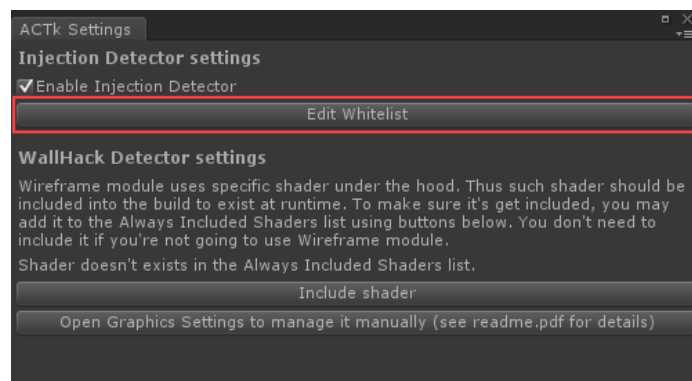 ACTk Settings
Injection Detector settings
Enable Injection Detector
Edit Whitelist
WallHack Detector settings
Wireframe module uses specific shader under the hood. Thus such shader should be
included into the build to exist at runtime. To make sure it's get included, you may
add it to the Always Included Shaders list using buttons below. You don't need to
include it if you're not going to use Wireframe module.
Shader doesn't exists in the Always Included Shaders list.
Include shader
Open Graphics Settings to manage it manually (see readme.pdf for details)